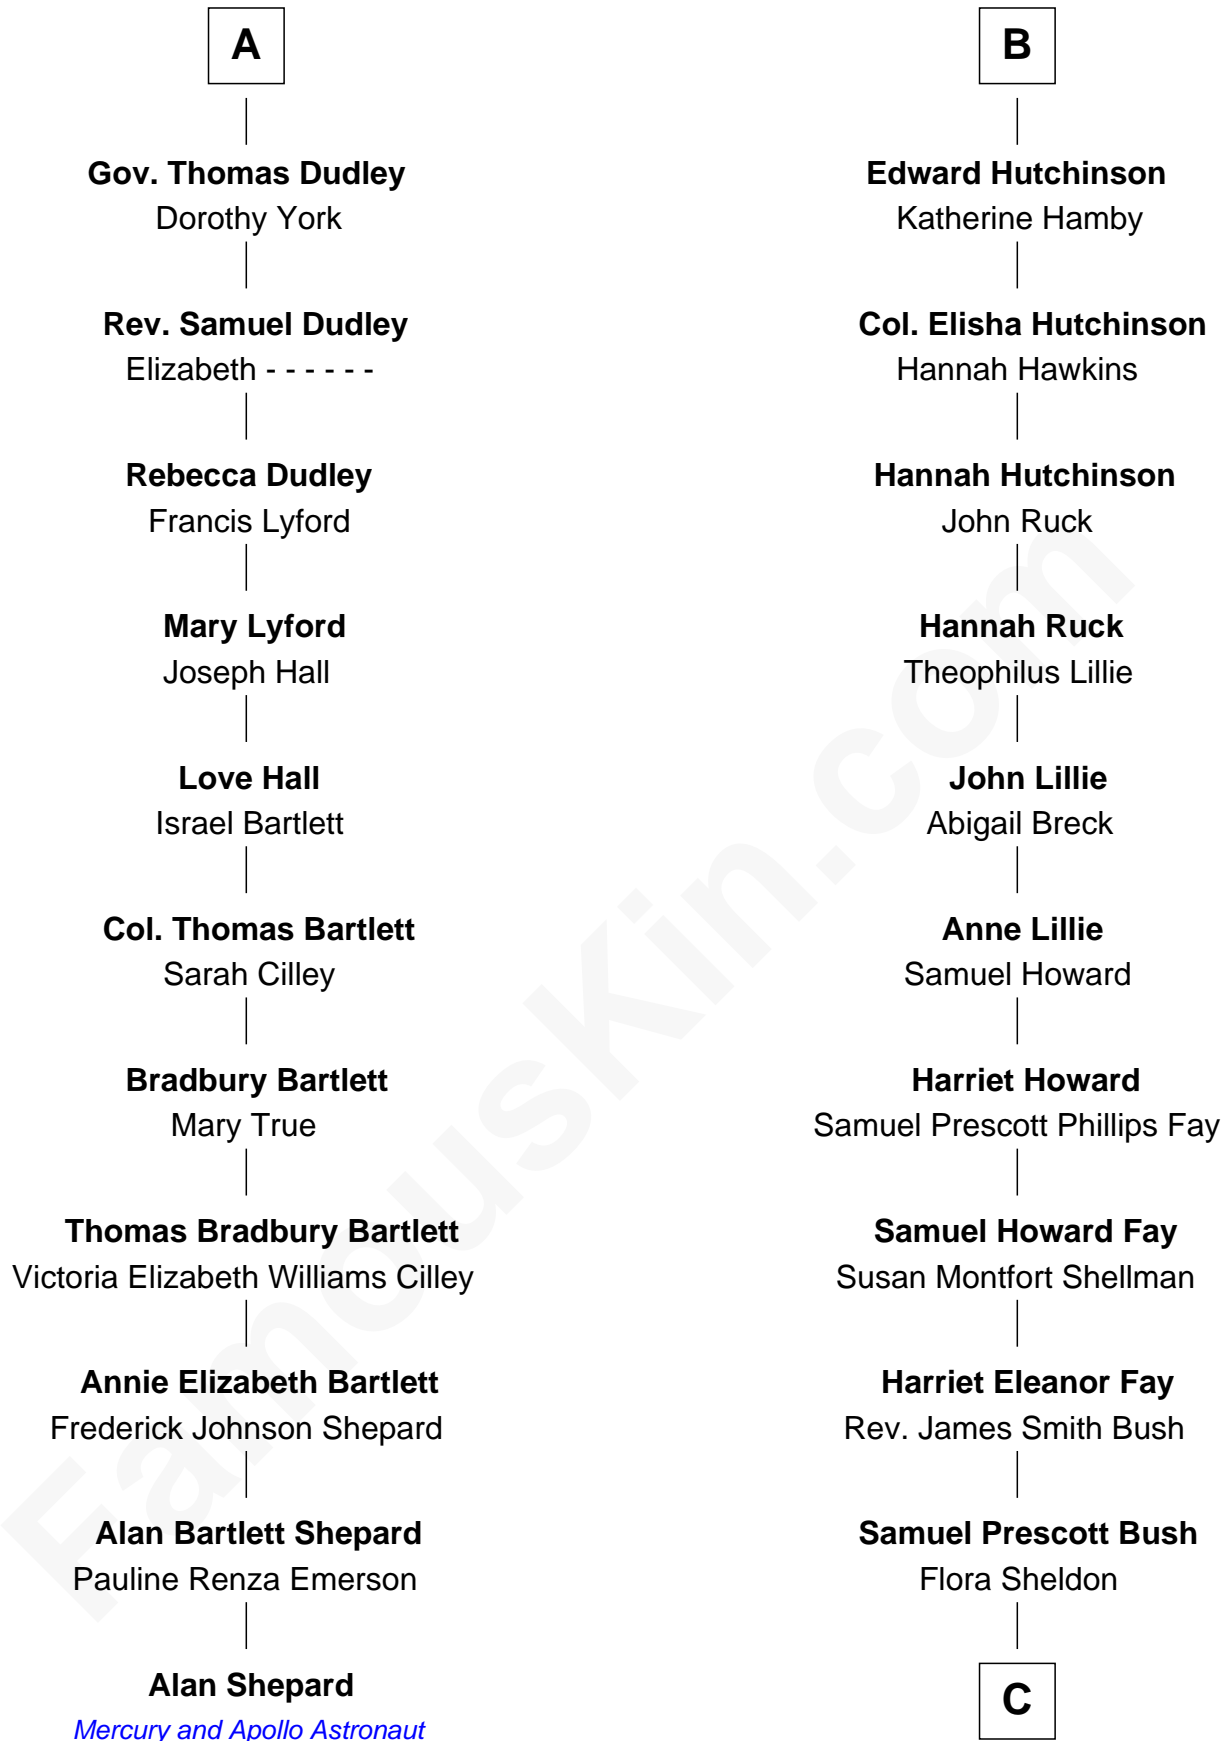 A
Gov. Thomas Dudley
Dorothy York
Rev. Samuel Dudley
Elizabeth - - - - - -
Rebecca Dudley
Francis Lyford
Mary Lyford
Joseph Hall
Love Hall
Israel Bartlett
Col. Thomas Bartlett
Sarah Cilley
Bradbury Bartlett
Mary True
Thomas Bradbury Bartlett
Victoria Elizabeth Williams Cilley
Annie Elizabeth Bartlett
Frederick Johnson Shepard
Alan Bartlett Shepard
Pauline Renza Emerson
Alan Shepard
Mercury and Apollo Astronaut
B
Edward Hutchinson
Katherine Hamby
Col. Elisha Hutchinson
Hannah Hawkins
Hannah Hutchinson
John Ruck
Hannah Ruck
Theophilus Lillie
John Lillie
Abigail Breck
Anne Lillie
Samuel Howard
Harriet Howard
Samuel Prescott Phillips Fay
Samuel Howard Fay
Susan Montfort Shellman
Harriet Eleanor Fay
Rev. James Smith Bush
Samuel Prescott Bush
Flora Sheldon
C
FamousKin.com